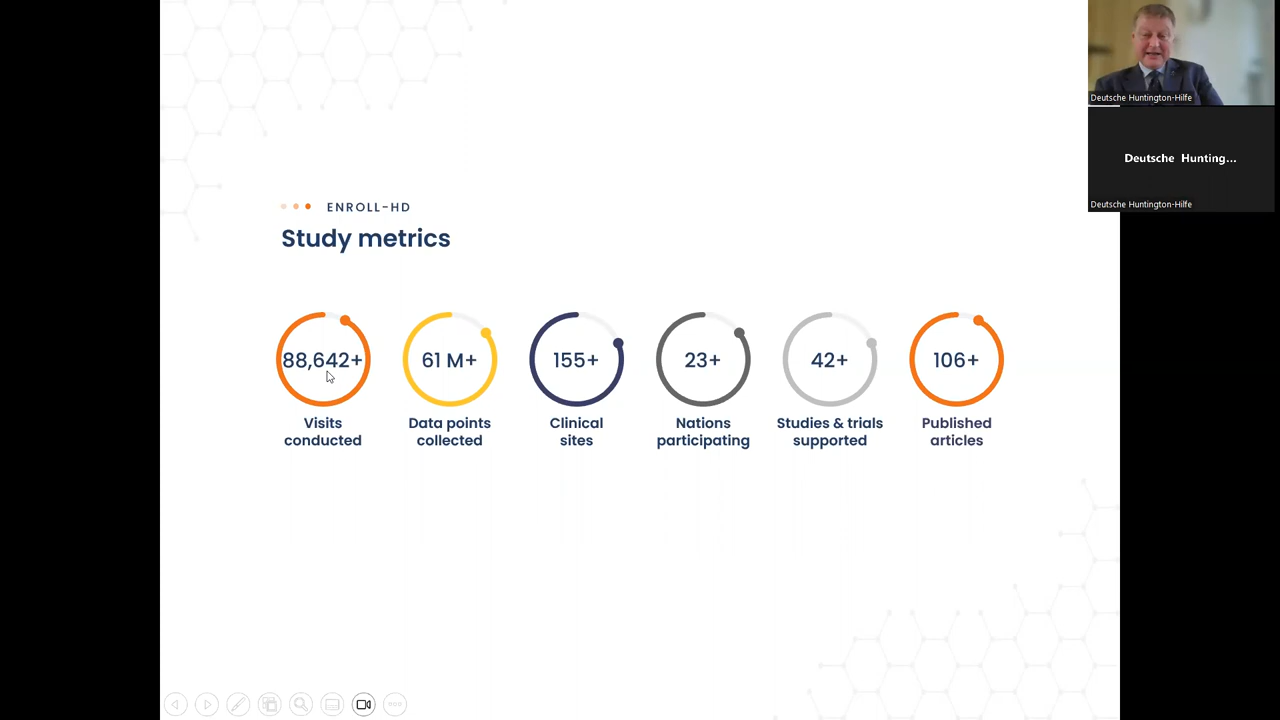 ENROLL-HD
Study metrics
88,642+
61 M+
155+
23+
42+
106+
Visits
conducted
Data points
collected
Clinical
sites
Nations
participating
Studies & trials
supported
Published
articles
Deutsche Huntington-Hilfe
Deutsche Hunting...
Deutsche Huntington-Hilfe